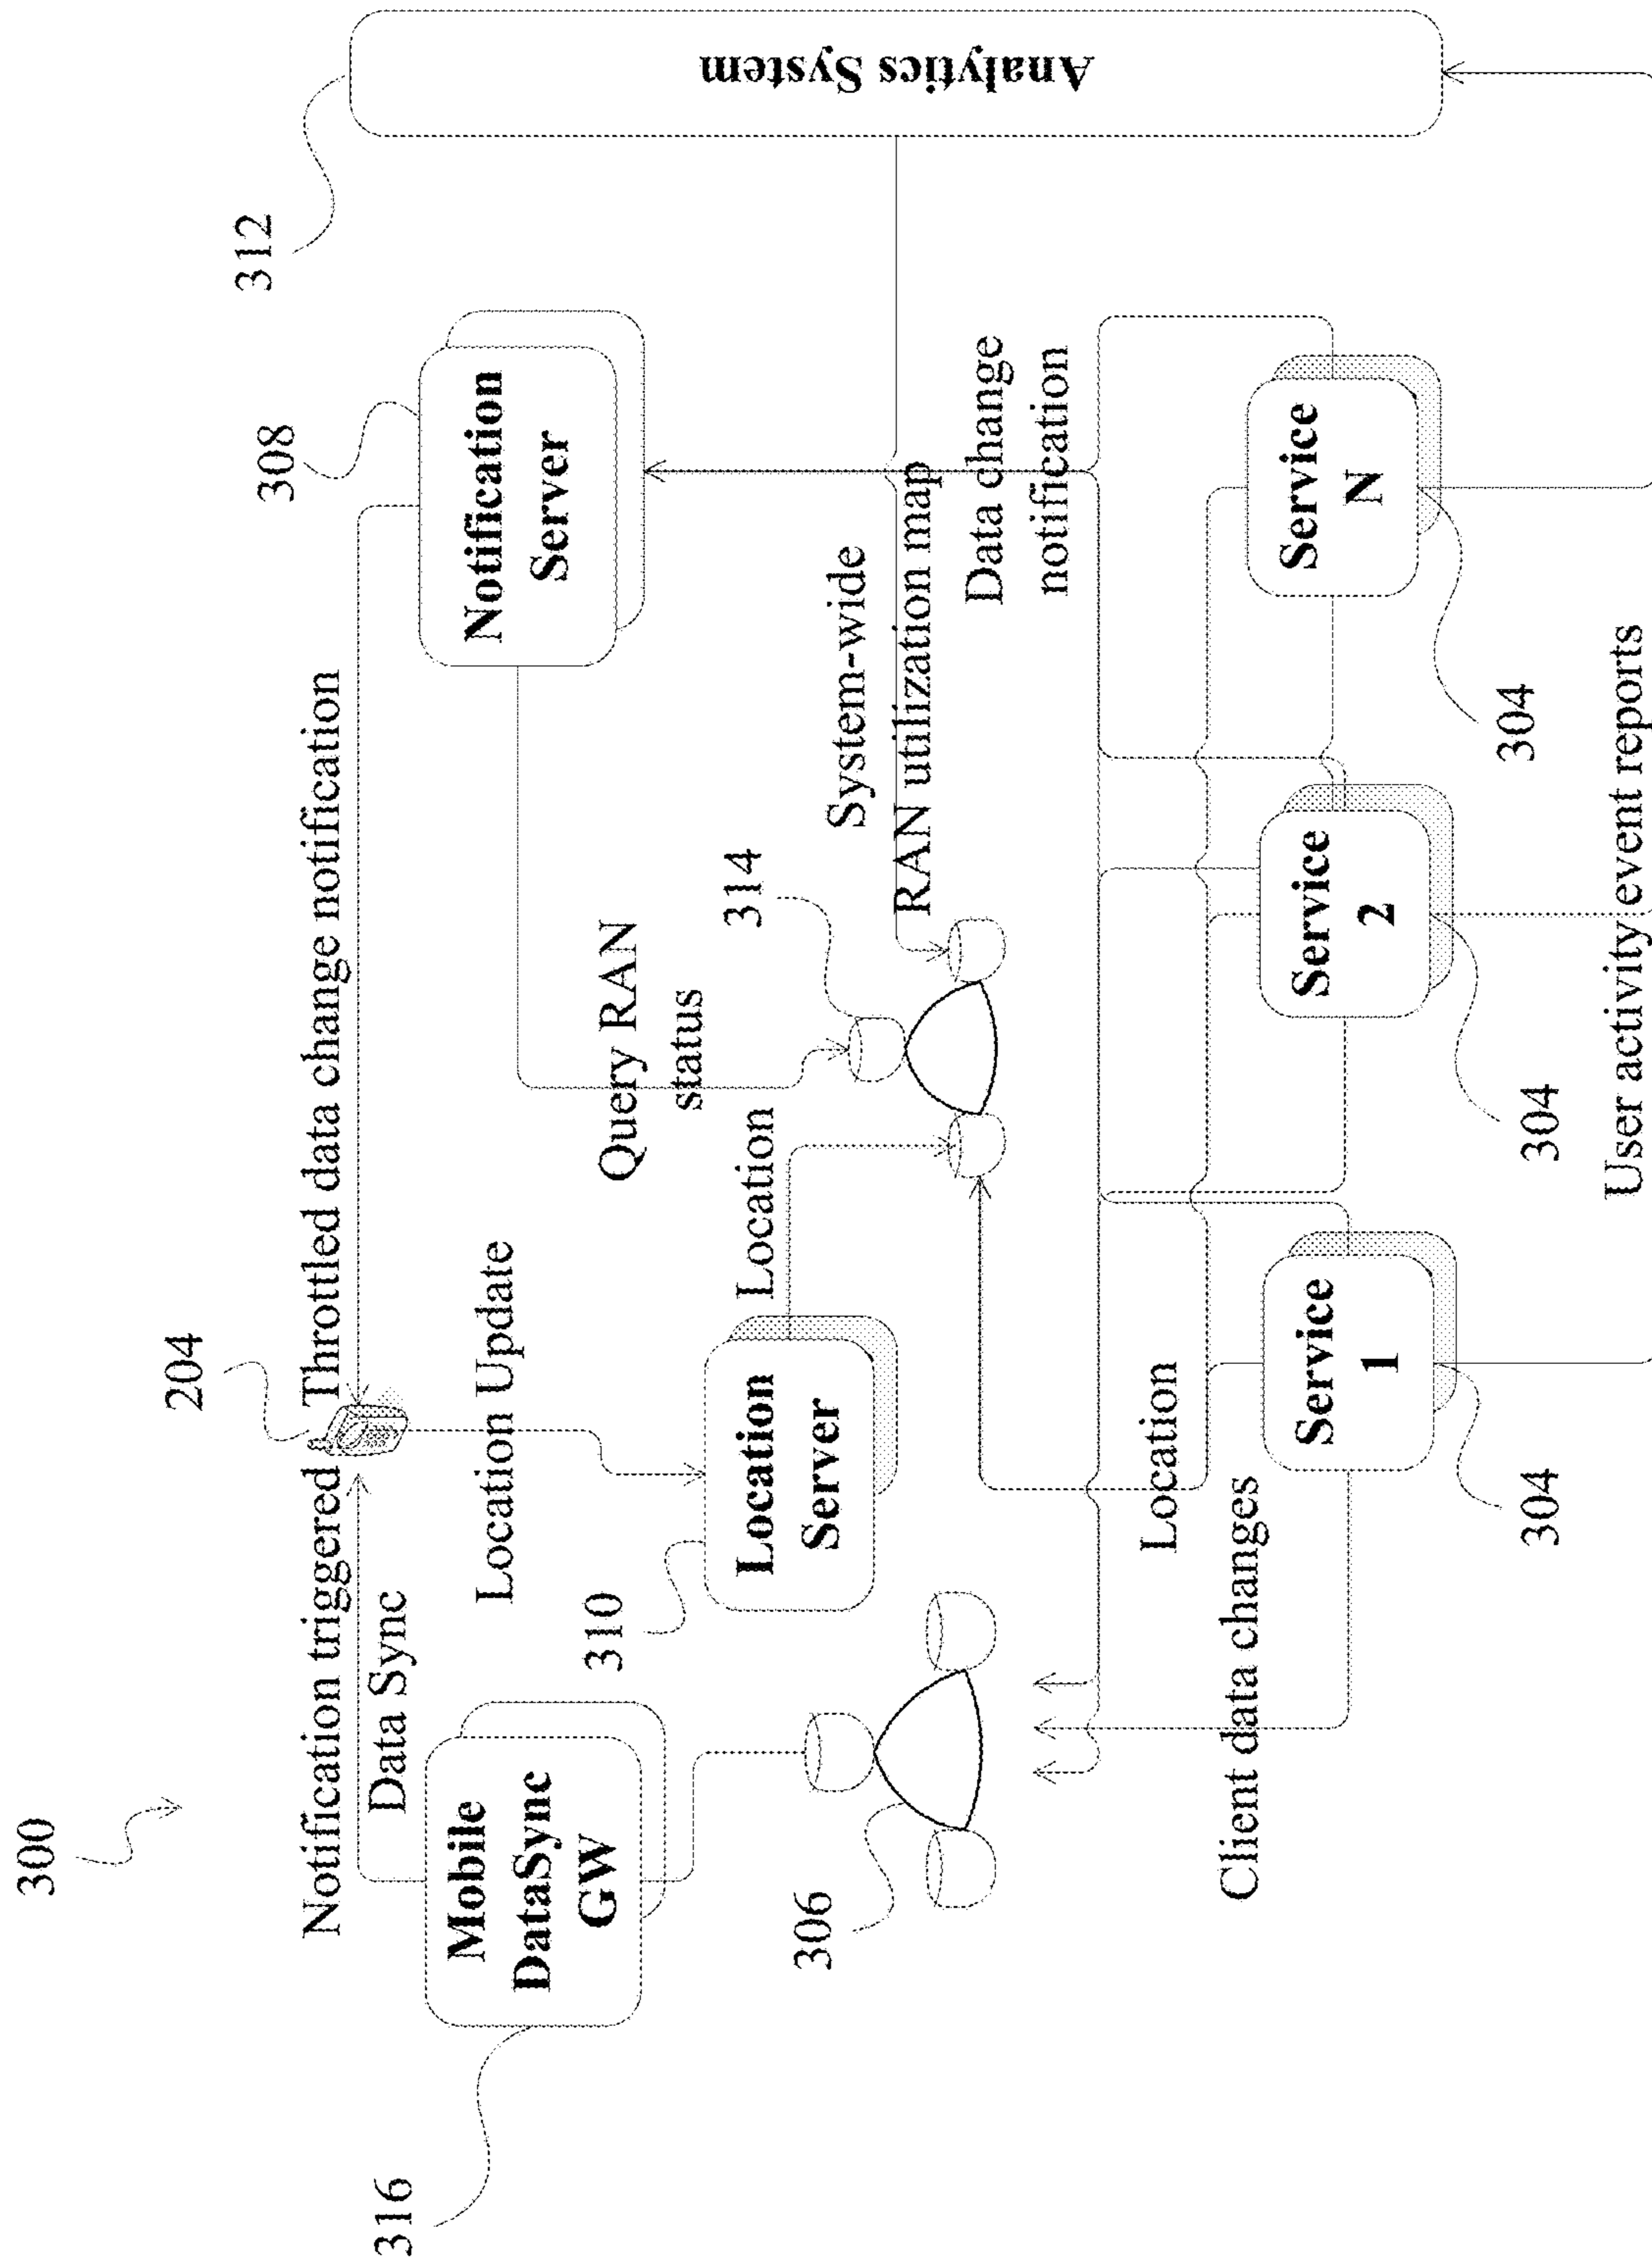 300
316
Mobile
DataSync
GW
Notification triggered
Data Sync
204
Throttled data change notification
308
Notification
Server
312
Analytics System
Location Update
310
Location
Server
Location
Query RAN
status
314
System-wide
RAN utilization map
Data change
notification
306
Client data changes
Location
Service
1
304
Service
2
304
Service
N
304
User activity event reports